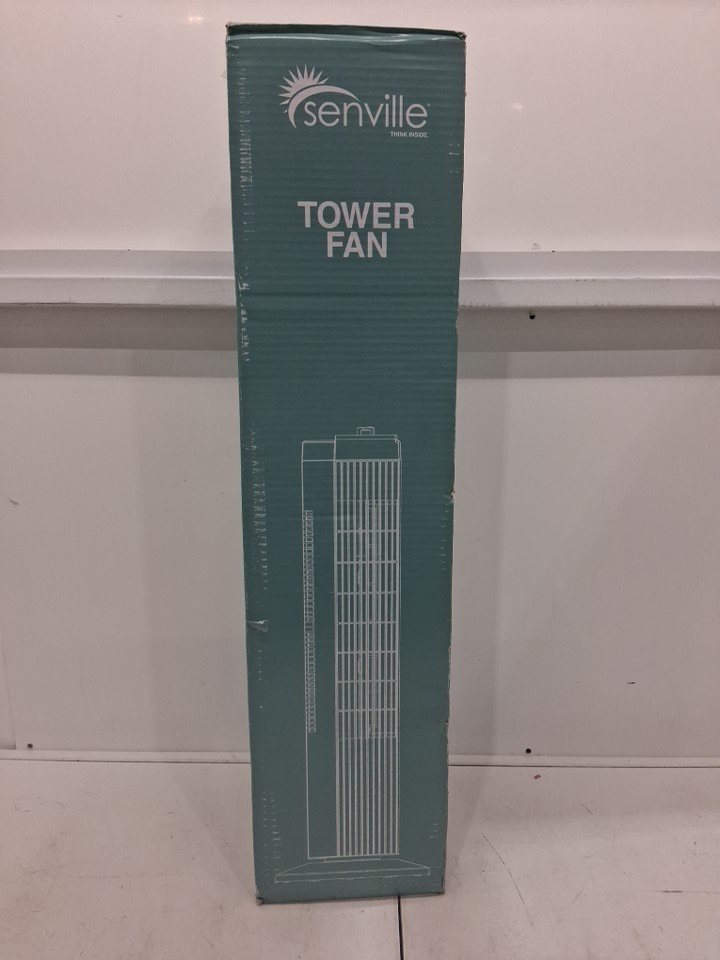 senville
THINK INSIDE.
TOWER
FAN